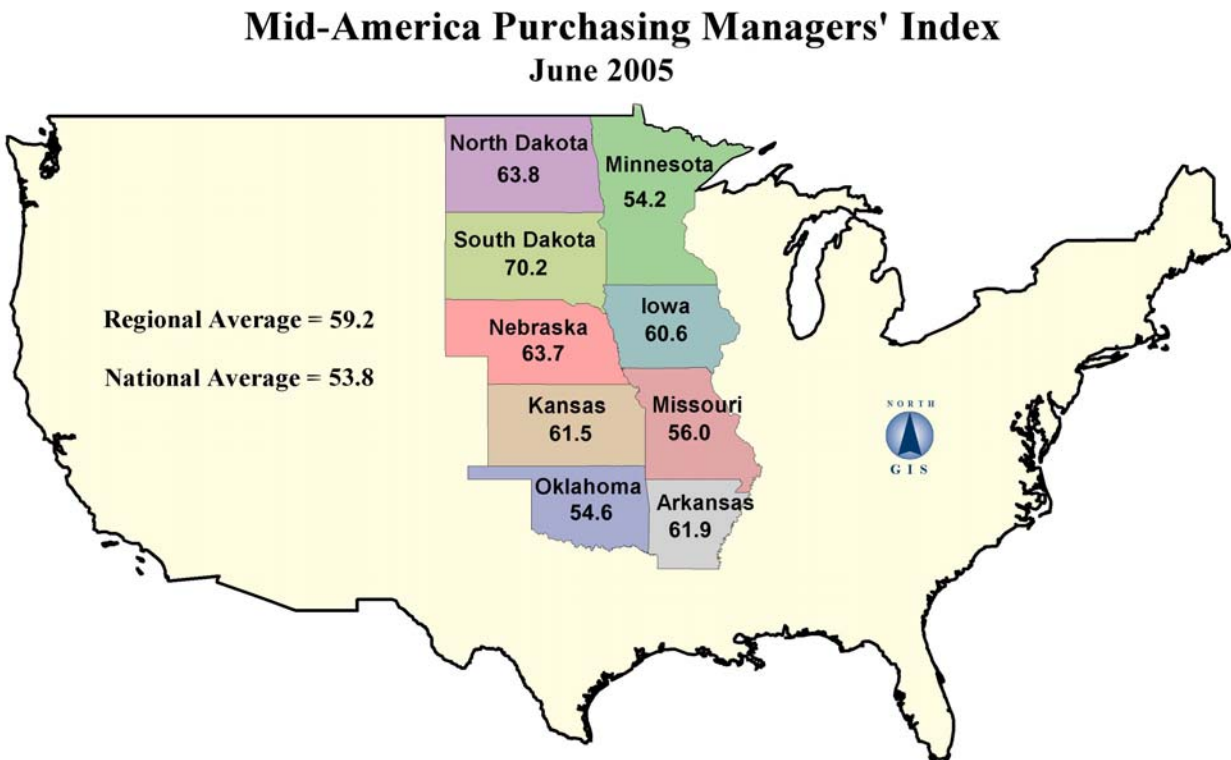 Mid-America Purchasing Managers' Index
June 2005
North Dakota
63.8
Minnesota
54.2
South Dakota
70.2
Regional Average = 59.2
National Average = 53.8
Iowa
60.6
Nebraska
63.7
Kansas
61.5
Missouri
56.0
Oklahoma
54.6
Arkansas
61.9
NORTH
GIS